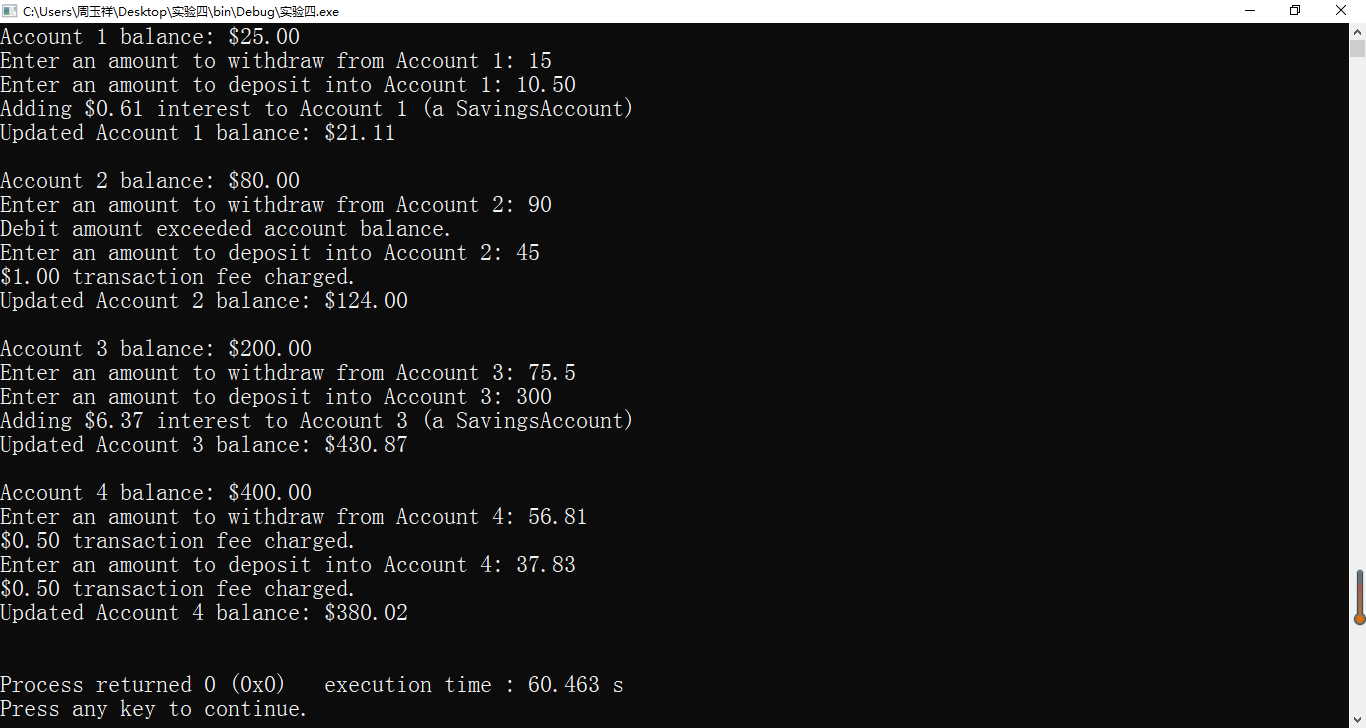 C:\Users\周玉祥\Desktop\实验四\bin\Debug\实验四.exe
Account 1 balance: $25.00
Enter an amount to withdraw from Account 1: 15
Enter an amount to deposit into Account 1: 10.50
Adding $0.61 interest to Account 1 (a SavingsAccount)
Updated Account 1 balance: $21.11
Account 2 balance: $80.00
Enter an amount to withdraw from Account 2: 90
Debit amount exceeded account balance.
Enter an amount to deposit into Account 2: 45
$1.00 transaction fee charged.
Updated Account 2 balance: $124.00
Account 3 balance: $200.00
Enter an amount to withdraw from Account 3: 75.5
Enter an amount to deposit into Account 3: 300
Adding $6.37 interest to Account 3 (a SavingsAccount)
Updated Account 3 balance: $430.87
Account 4 balance: $400.00
Enter an amount to withdraw from Account 4: 56.81
$0.50 transaction fee charged.
Enter an amount to deposit into Account 4: 37.83
$0.50 transaction fee charged.
Updated Account 4 balance: $380.02
Process returned 0 (0x0)   execution time : 60.463 s
Press any key to continue.